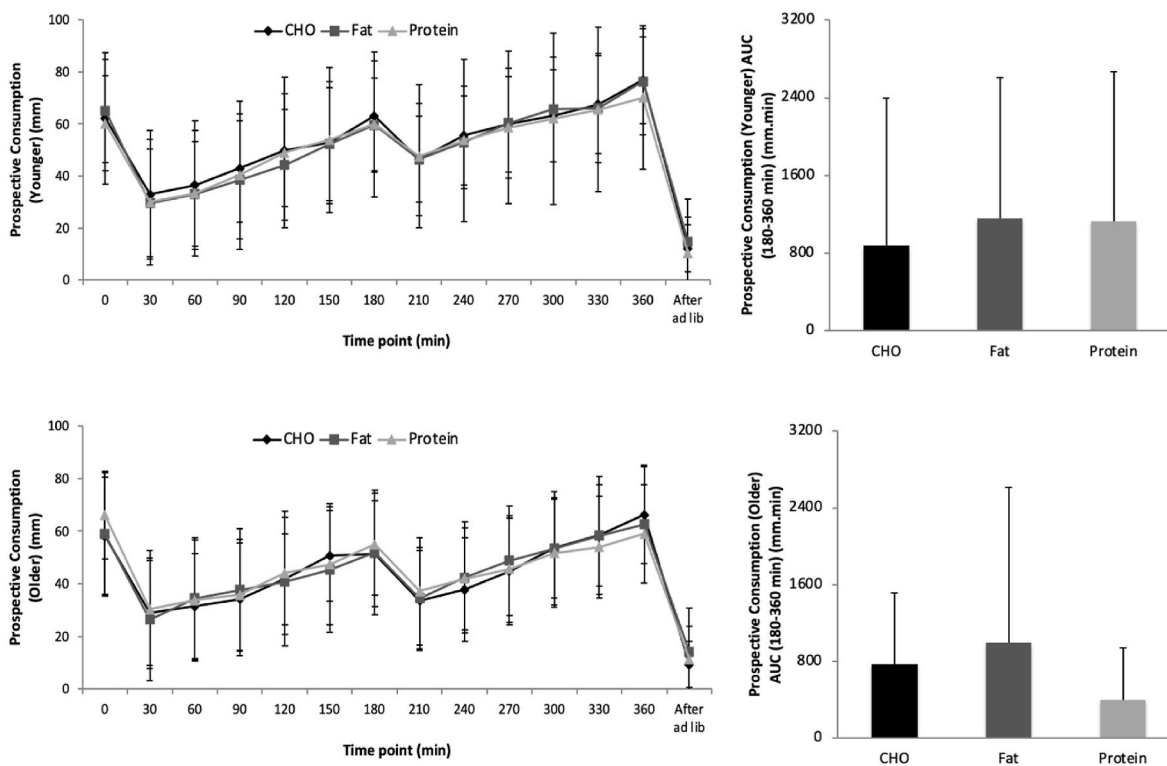 CHO Fat Protein
Prospective Consumption
(Younger) (mm)
100
80
60
40
20
0
0 30 60 90 120 150 180 210 240 270 300 330 360 After
ad lib
Time point (min)
Prospective Consumption (Younger) AUC
(180-360 min) (mm.min)
3200
2400
1600
800
0
CHO Fat Protein
CHO Fat Protein
Prospective Consumption
(Older) (mm)
100
80
60
40
20
0
0 30 60 90 120 150 180 210 240 270 300 330 360 After
ad lib
Time point (min)
Prospective Consumption (Older)
AUC (180-360 min) (mm.min)
3200
2400
1600
800
0
CHO Fat Protein